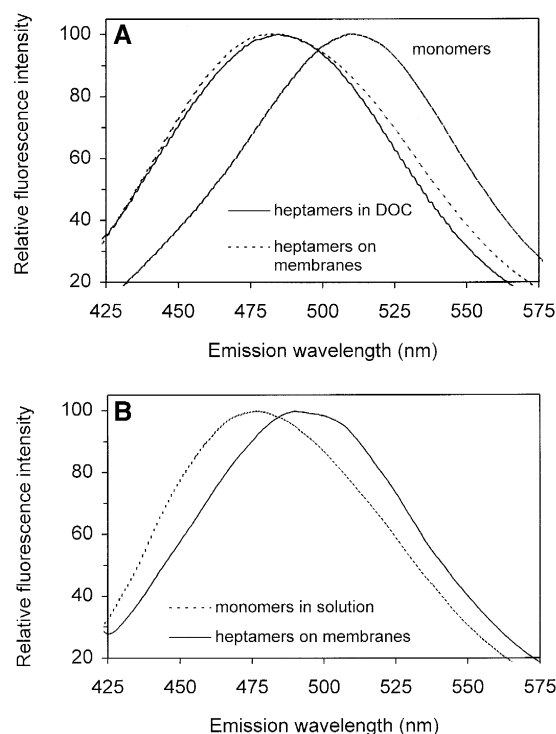 A
Relative fluorescence intensity
100
80
60
40
20
monomers
heptamers in DOC
heptamers on
membranes
425 450 475 500 525 550 575
Emission wavelength (nm)
B
Relative fluorescence intensity
100
80
60
40
20
monomers in solution
heptamers on membranes
425 450 475 500 525 550 575
Emission wavelength (nm)